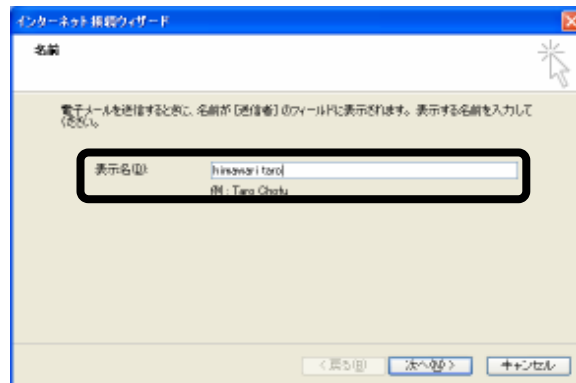 インターネット接続ウィザード
名前
電子メールを送信するときに、名前が [送信者] のフィールドに表示されます。表示する名前を入力して
ください。
表示名(D):
himawari taro
例 : Taro Chofu
< 戻る(B)
次へ(N) >
キャンセル